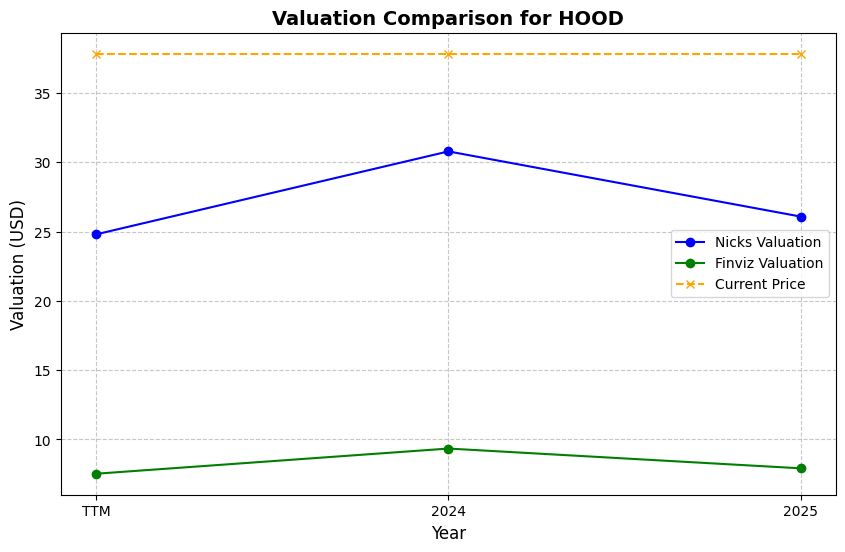 Valuation Comparison for HOOD
Valuation (USD)
35
30
25
20
15
10
Nicks Valuation
Finviz Valuation
Current Price
TTM 2024 2025
Year